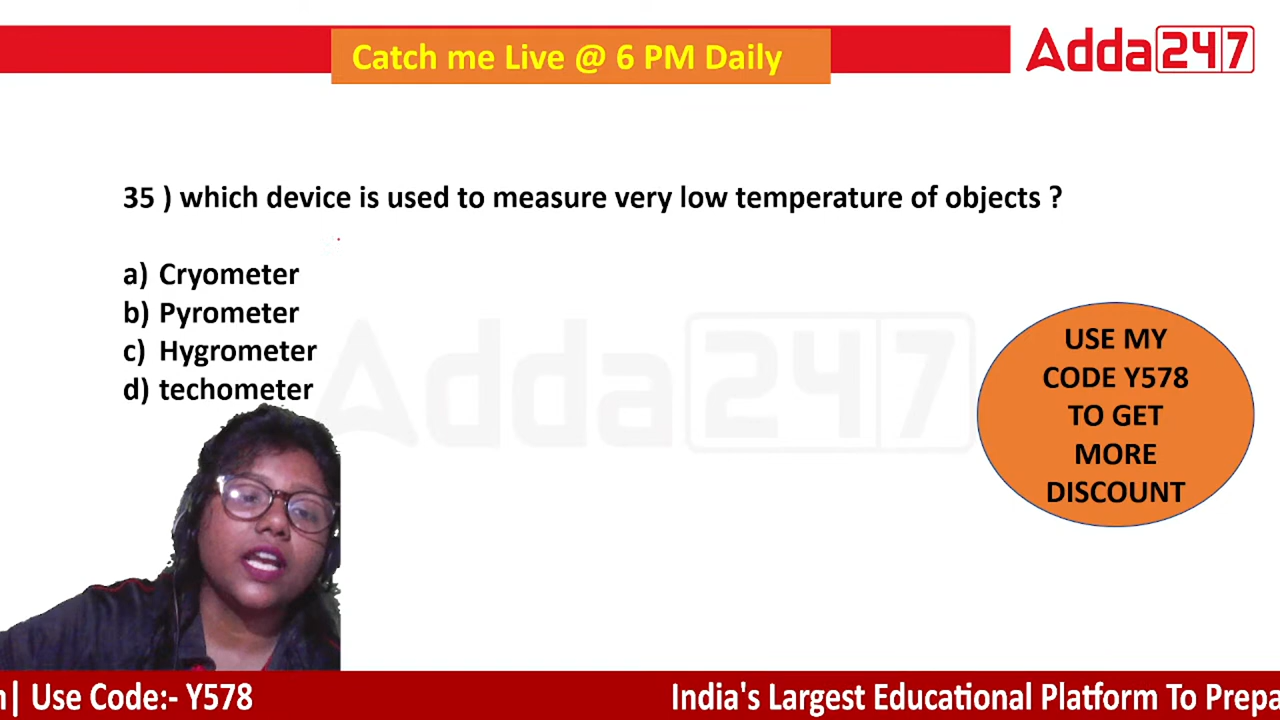 Catch me Live @ 6 PM Daily
Adda247
35 ) which device is used to measure very low temperature of objects ?
a) Cryometer
b) Pyrometer
c) Hygrometer
d) techometer
Adda247
USE MY
CODE Y578
TO GET
MORE
DISCOUNT
| Use Code:- Y578
India's Largest Educational Platform To